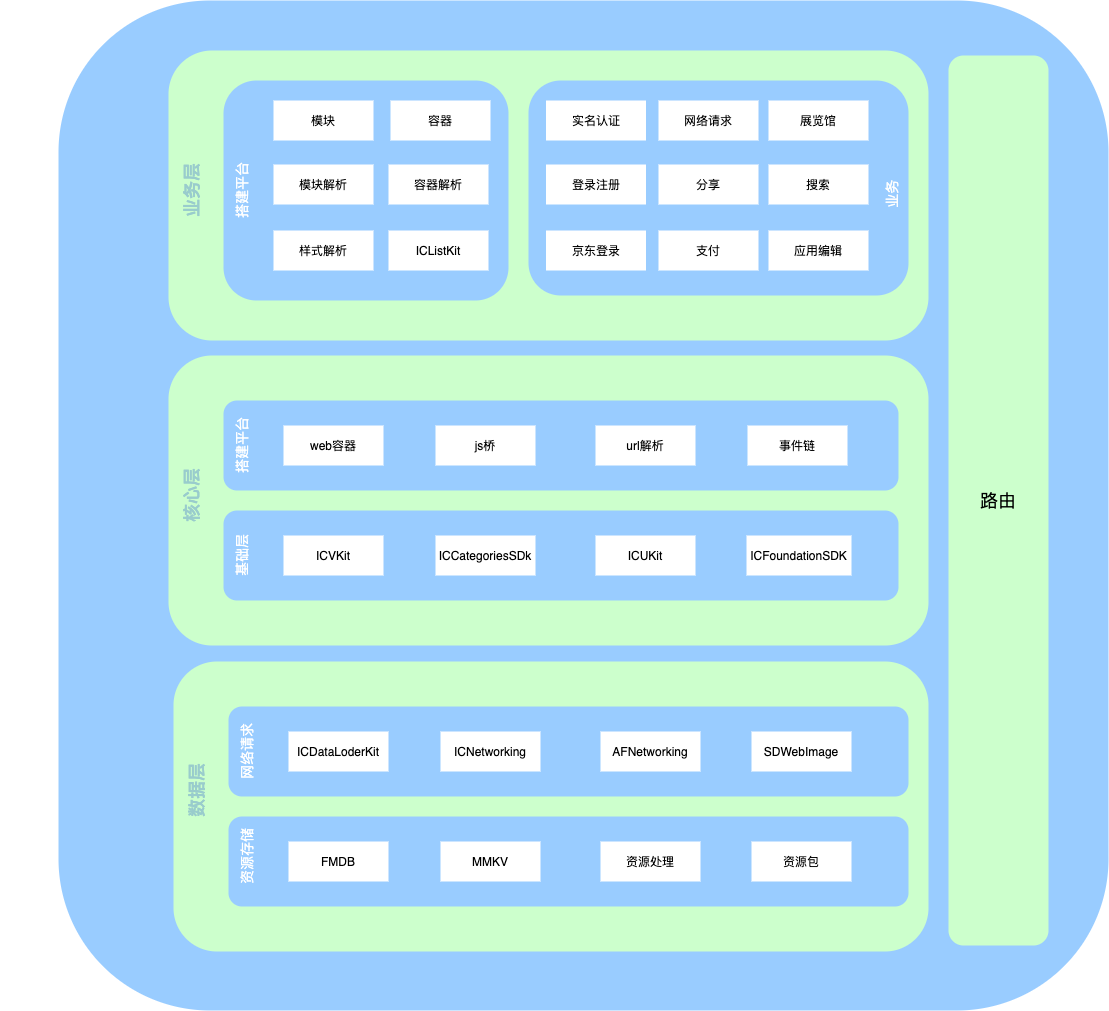 业务层
搭建平台
模块
容器
模块解析
容器解析
样式解析
ICListKit
实名认证
网络请求
展览馆
登录注册
分享
搜索
京东登录
支付
应用编辑
业务
核心层
搭建平台
web容器
js桥
url解析
事件链
基础层
ICVKit
ICCategoriesSDk
ICUKit
ICFoundationSDK
数据层
网络请求
ICDataLoderKit
ICNetworking
AFNetworking
SDWebImage
资源存储
FMDB
MMKV
资源处理
资源包
路由